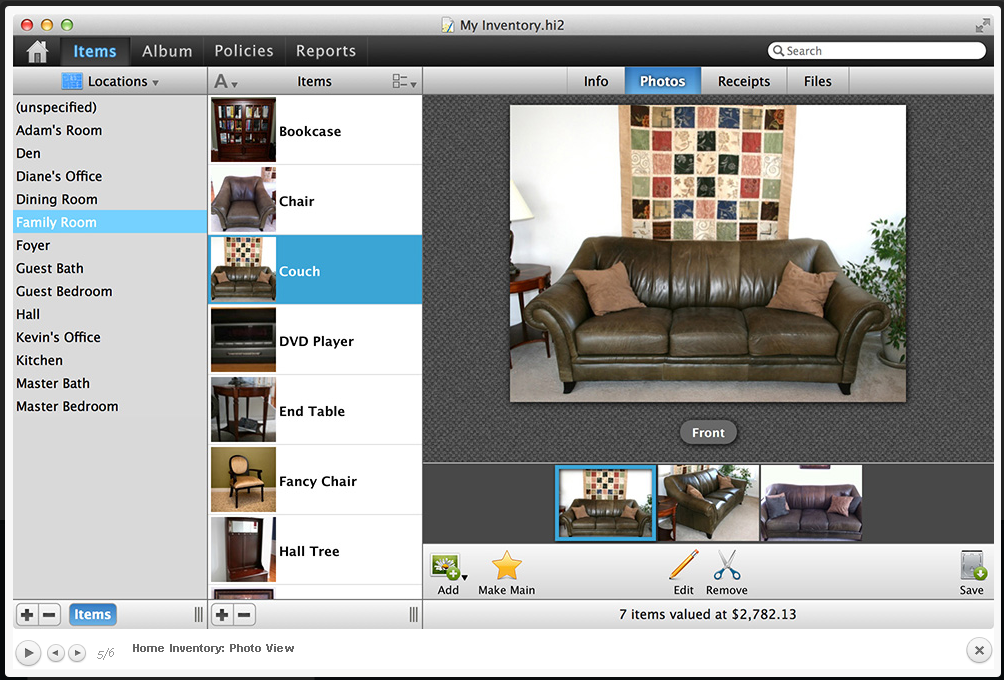 My Inventory.hi2
Items Album Policies Reports Search
Locations A Items Info Photos Receipts Files
(unspecified)
Adam's Room
Den
Diane's Office
Dining Room
Family Room
Foyer
Guest Bath
Guest Bedroom
Hall
Kevin's Office
Kitchen
Master Bath
Master Bedroom
Bookcase
Chair
Couch
DVD Player
End Table
Fancy Chair
Hall Tree
Front
Add Make Main Edit Remove Save
Items 7 items valued at $2,782.13
5/6 Home Inventory: Photo View